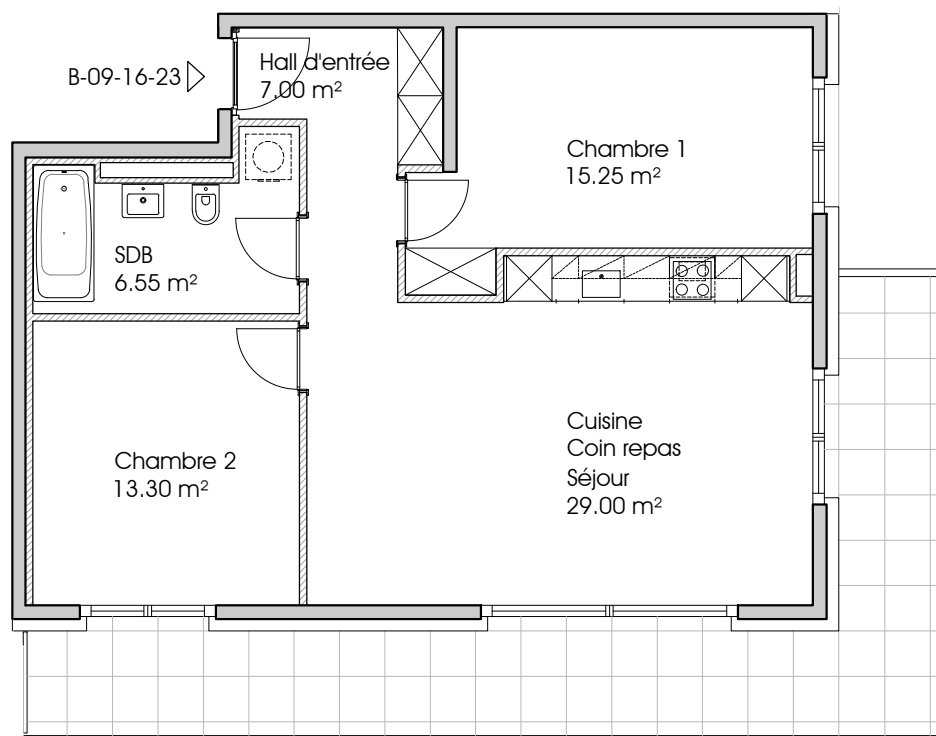 Hall d'entrée
7.00 m²
B-09-16-23
Chambre 1
15.25 m²
SDB
6.55 m²
Cuisine
Coin repas
Séjour
29.00 m²
Chambre 2
13.30 m²